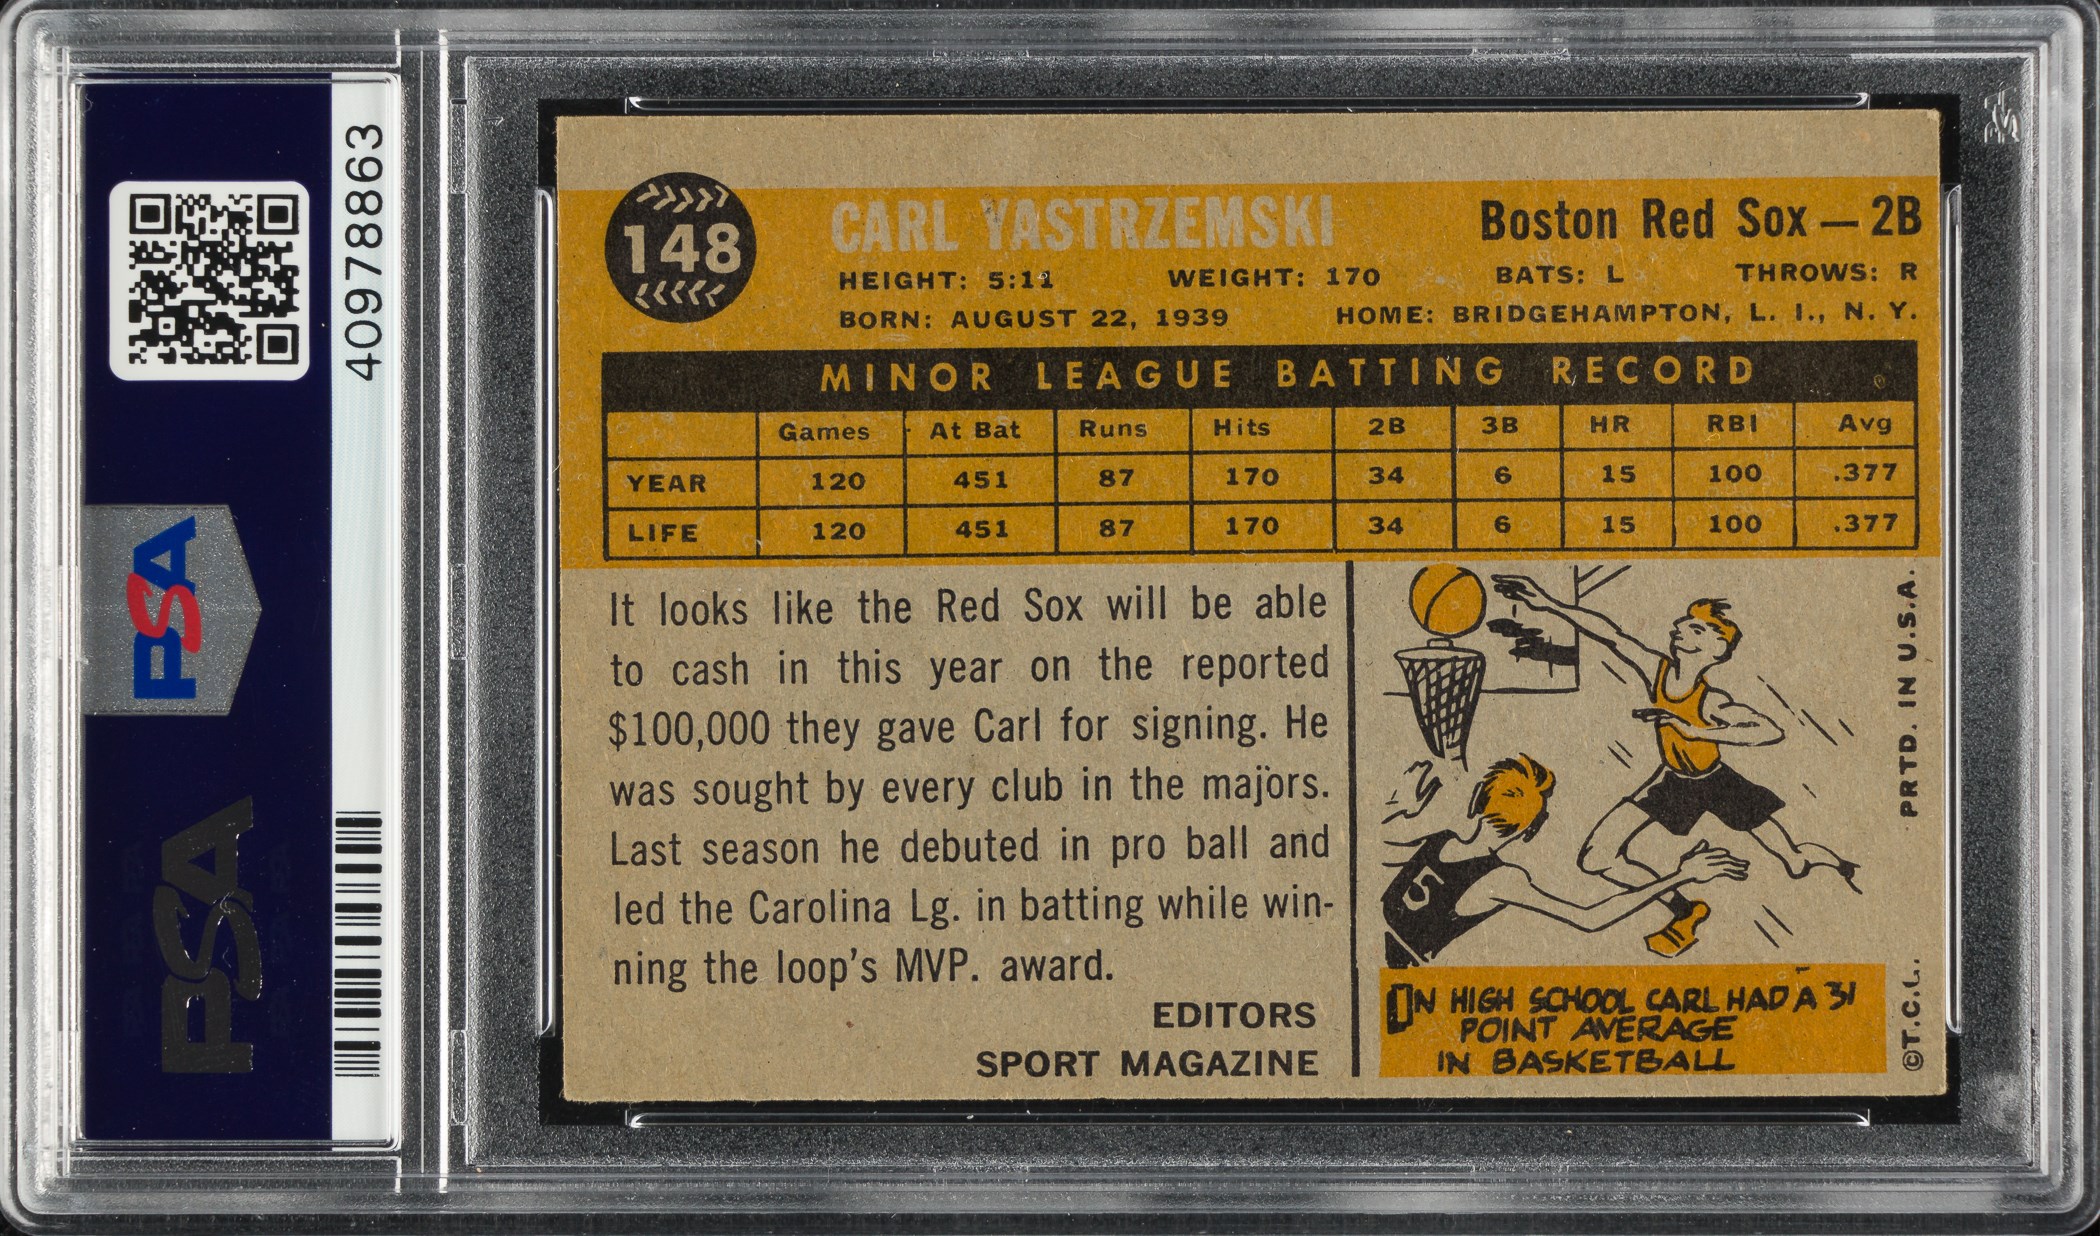 40978863
PSA
PSA
148
CARL YASTRZEMSKI
Boston Red Sox — 2B
HEIGHT: 5:11 WEIGHT: 170 BATS: L THROWS: R
BORN: AUGUST 22, 1939 HOME: BRIDGEHAMPTON, L. I., N. Y.
MINOR LEAGUE BATTING RECORD
Games At Bat Runs Hits 2B 3B HR RBI Avg
YEAR 120 451 87 170 34 6 15 100 .377
LIFE 120 451 87 170 34 6 15 100 .377
It looks like the Red Sox will be able
to cash in this year on the reported
$100,000 they gave Carl for signing. He
was sought by every club in the majors.
Last season he debuted in pro ball and
led the Carolina Lg. in batting while win-
ning the loop's MVP. award.
EDITORS
SPORT MAGAZINE
5
IN HIGH SCHOOL CARL HAD A 31
POINT AVERAGE
IN BASKETBALL
©T.C.G. PRTD. IN U.S.A.
PSA